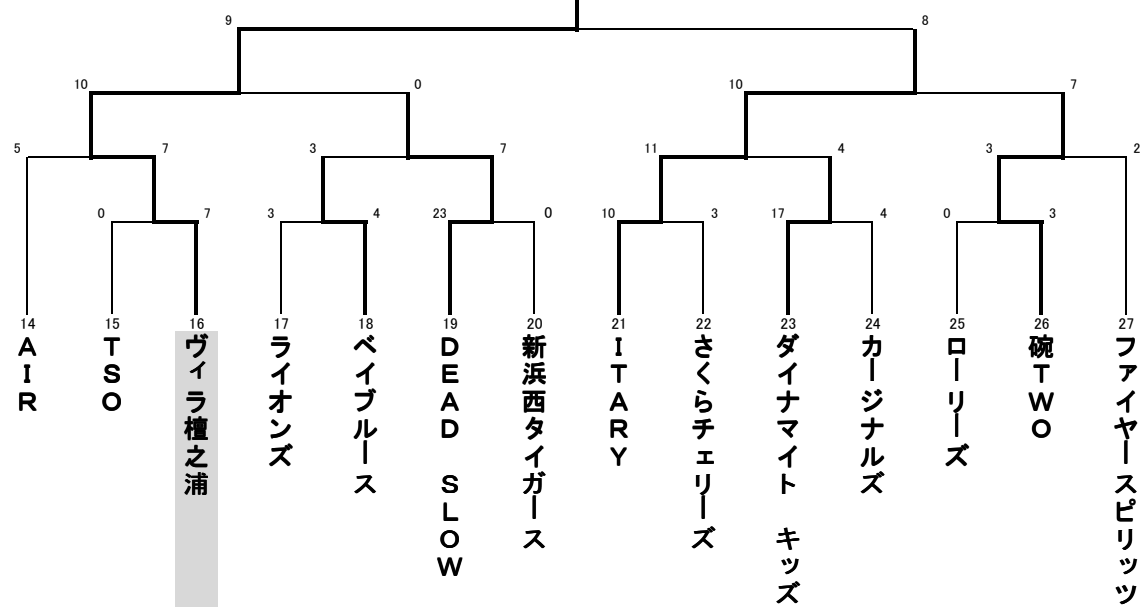 9 8
10 0 10 7
5 7 3 7 11 4 3 2
0 7 3 4 23 0 10 3 17 4 0 3
14 15 16 17 18 19 20 21 22 23 24 25 26 27
AIR
TSO
ヴィラ檀之浦
ライオンズ
ベイブルース
DEAD SLOW
新浜西タイガース
ITARY
さくらチェリーズ
ダイナマイト キッズ
カージナルズ
ローリーズ
碗TWO
ファイヤースピリッツ